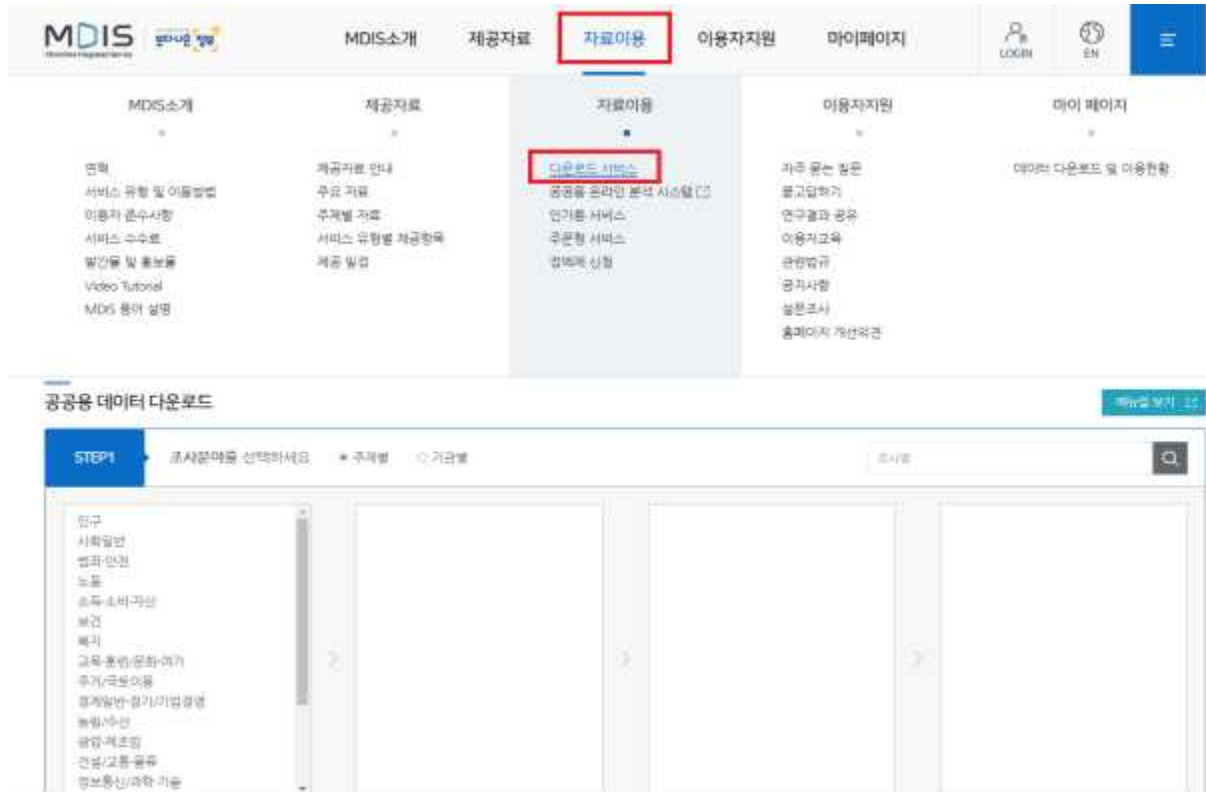 MDIS
MDIS소개 제공자료 자료이용 이용자지원 마이페이지 LOGIN EN
MDIS소개 제공자료 자료이용 이용자지원 마이 페이지
연혁
서비스 유형 및 이용방법
이용자 준수사항
서비스 수수료
발간물 및 홍보물
Video Tutorial
MDIS 용어 설명
제공자료 안내
주요 자료
주제별 자료
서비스 유형별 제공항목
제공 일정
다운로드 서비스
공공용 온라인 분석 시스템
인가용 서비스
주문형 서비스
정액제 신청
자주 묻는 질문
묻고답하기
연구결과 공유
이용자교육
관련법규
공지사항
설문조사
홈페이지 개선의견
데이터 다운로드 및 이용현황
공공용 데이터 다운로드
매뉴얼 보기
STEP1 조사분야를 선택하세요 주제별 기관별 조사명
인구
사회일반
범죄·안전
노동
소득·소비·자산
보건
복지
교육·훈련/문화·여가
주거/국토이용
경제일반·경기/기업경영
농림/수산
광업·제조업
건설/교통·물류
정보통신/과학·기술